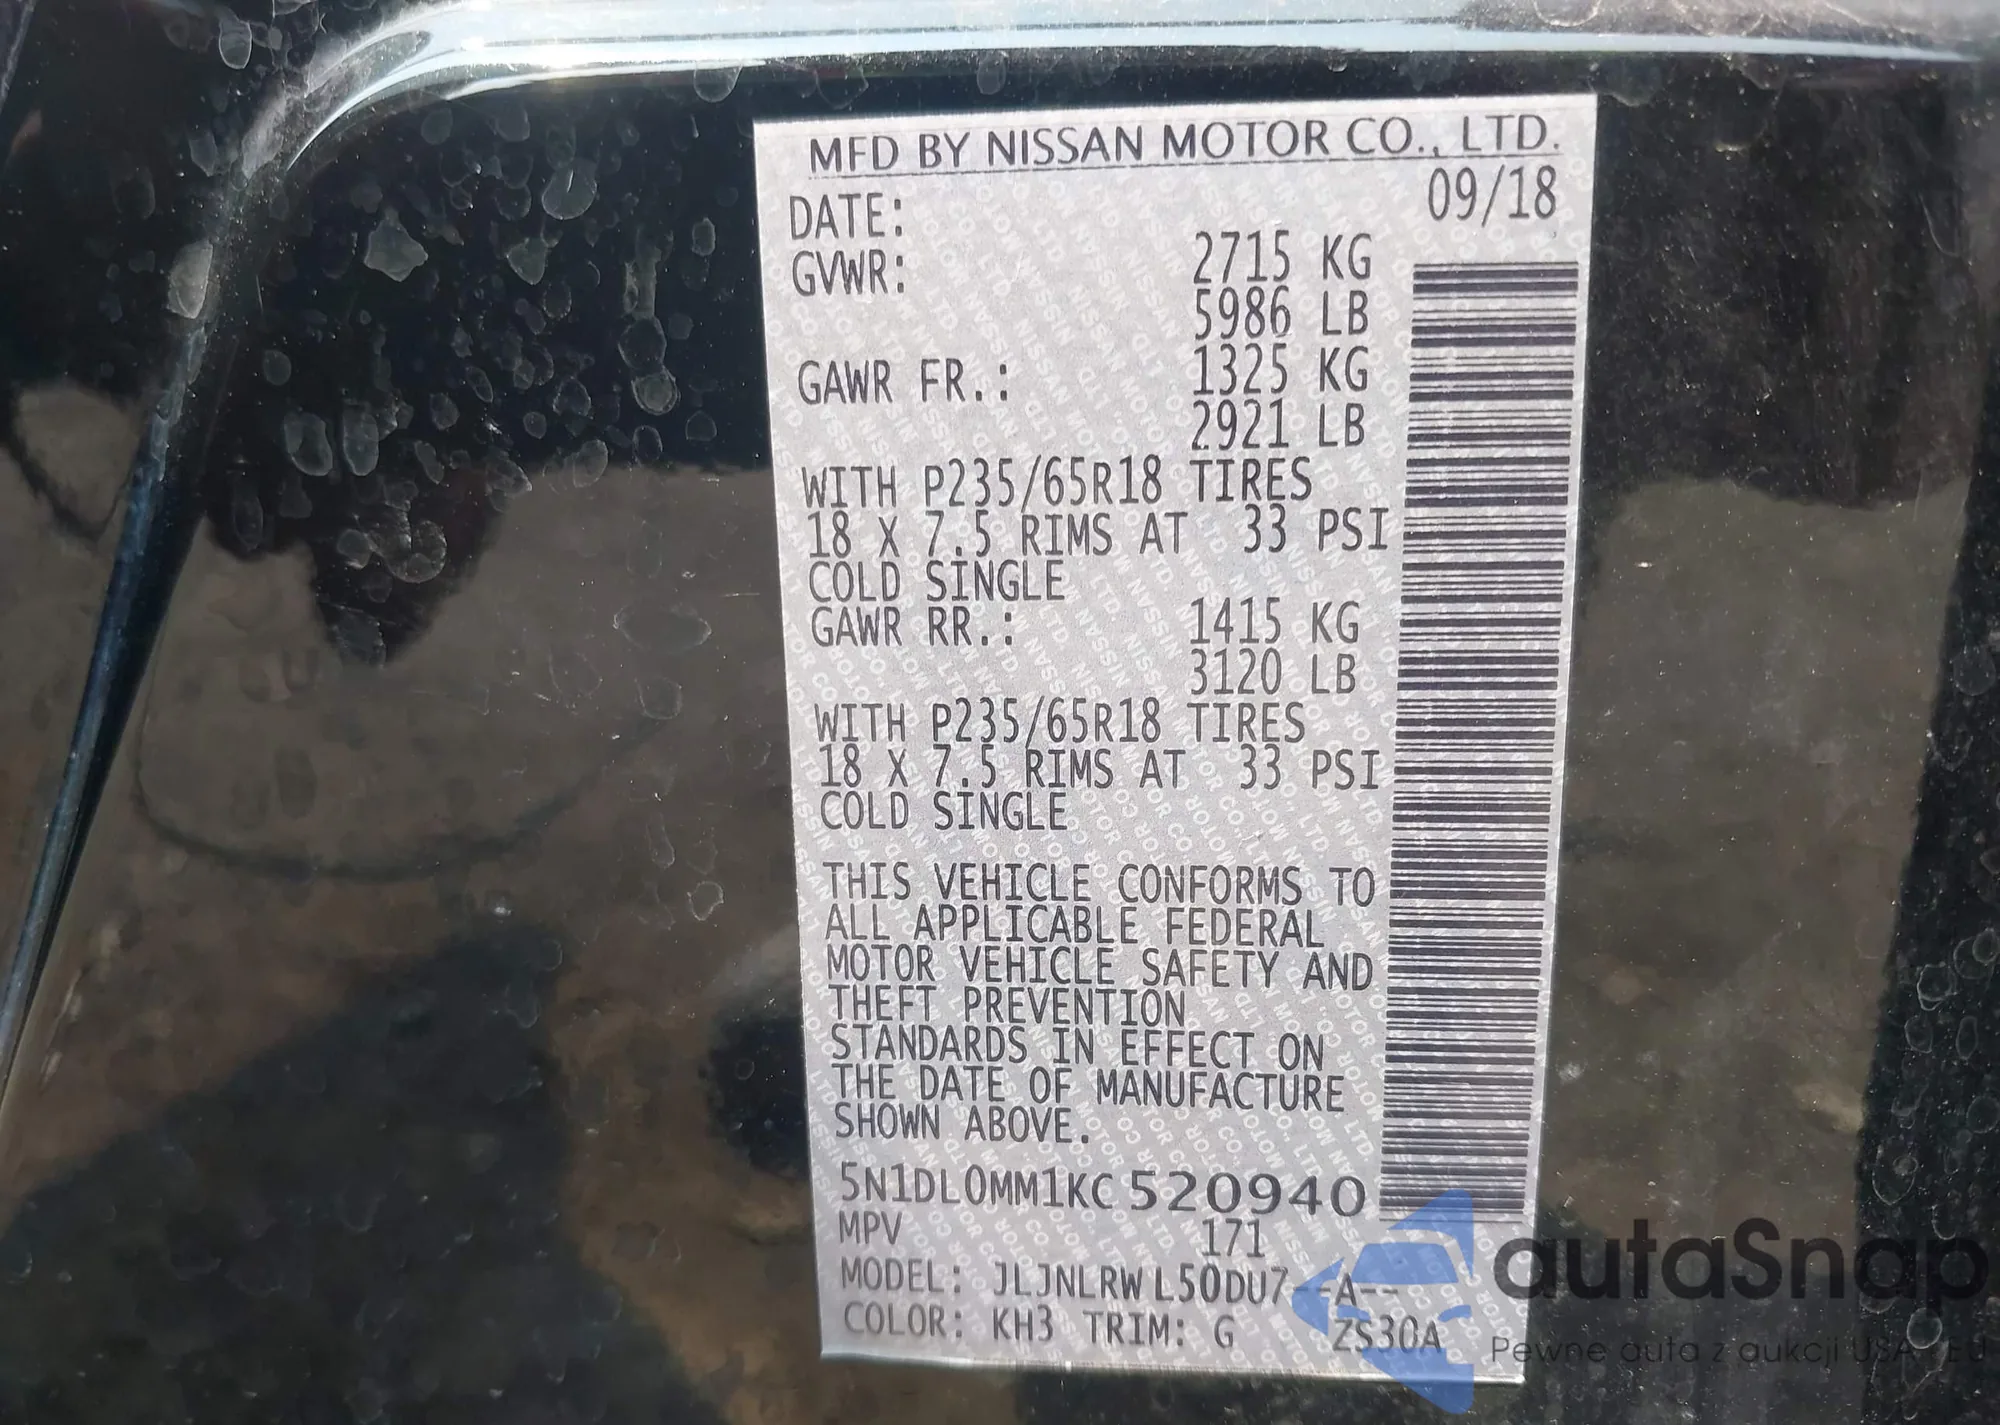 MFD BY NISSAN MOTOR CO., LTD.
DATE: 09/18
GVWR: 2715 KG
5986 LB
GAWR FR.: 1325 KG
2921 LB
WITH P235/65R18 TIRES
18 X 7.5 RIMS AT 33 PSI
COLD SINGLE
GAWR RR.: 1415 KG
3120 LB
WITH P235/65R18 TIRES
18 X 7.5 RIMS AT 33 PSI
COLD SINGLE
THIS VEHICLE CONFORMS TO
ALL APPLICABLE FEDERAL
MOTOR VEHICLE SAFETY AND
THEFT PREVENTION
STANDARDS IN EFFECT ON
THE DATE OF MANUFACTURE
SHOWN ABOVE.
5N1DL0MM1KC520940
MPV 171
MODEL: JLJNLRW L50DU7--A--
COLOR: KH3 TRIM: G ZS30A
autaSnap
Pewne auta z aukcji USA i EU